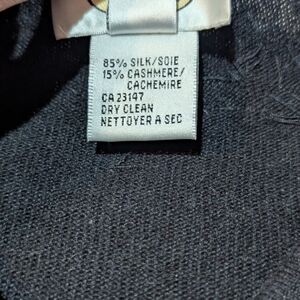 85% SILK/SOIE
15% CASHMERE/
CACHEMIRE
CA 23147
DRY CLEAN
NETTOYER A SEC